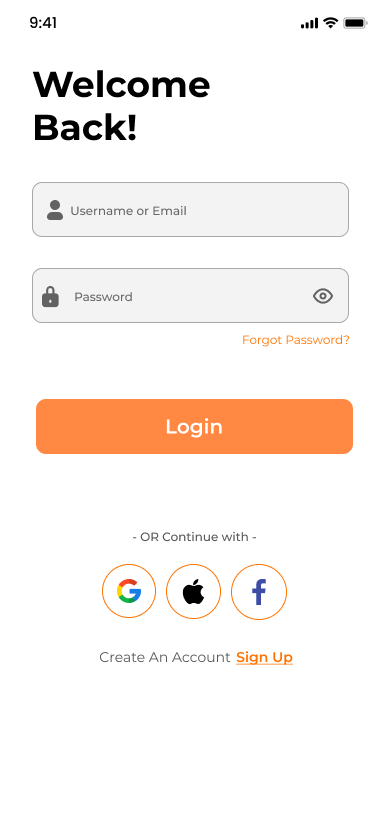 9:41
Welcome
Back!
Username or Email
Password
Forgot Password?
Login
- OR Continue with -
Create An Account Sign Up